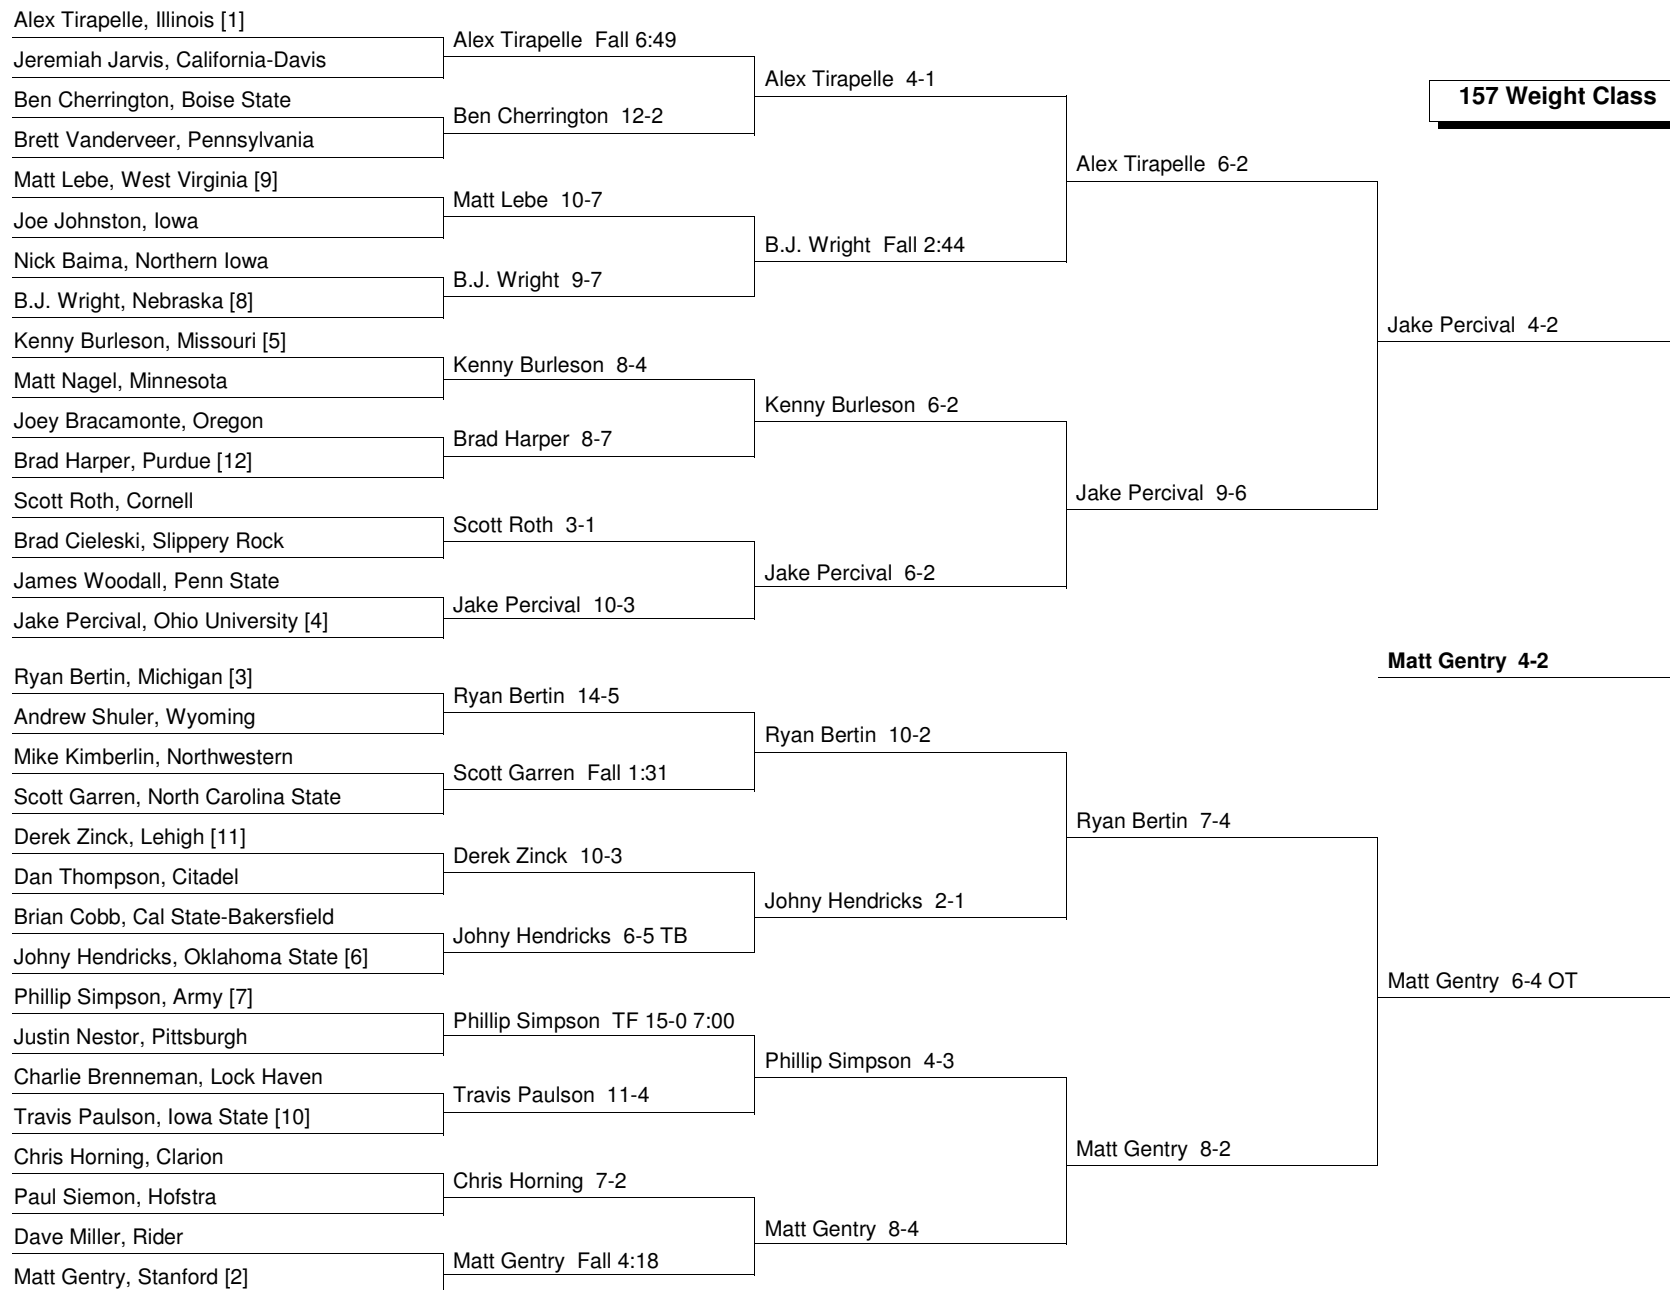 Alex Tirapelle, Illinois [1]
Jeremiah Jarvis, California-Davis
Ben Cherrington, Boise State
Brett Vanderveer, Pennsylvania
Matt Lebe, West Virginia [9]
Joe Johnston, Iowa
Nick Baima, Northern Iowa
B.J. Wright, Nebraska [8]
Kenny Burleson, Missouri [5]
Matt Nagel, Minnesota
Joey Bracamonte, Oregon
Brad Harper, Purdue [12]
Scott Roth, Cornell
Brad Cieleski, Slippery Rock
James Woodall, Penn State
Jake Percival, Ohio University [4]
Ryan Bertin, Michigan [3]
Andrew Shuler, Wyoming
Mike Kimberlin, Northwestern
Scott Garren, North Carolina State
Derek Zinck, Lehigh [11]
Dan Thompson, Citadel
Brian Cobb, Cal State-Bakersfield
Johny Hendricks, Oklahoma State [6]
Phillip Simpson, Army [7]
Justin Nestor, Pittsburgh
Charlie Brenneman, Lock Haven
Travis Paulson, Iowa State [10]
Chris Horning, Clarion
Paul Siemon, Hofstra
Dave Miller, Rider
Matt Gentry, Stanford [2]
Alex Tirapelle Fall 6:49
Ben Cherrington 12-2
Matt Lebe 10-7
B.J. Wright 9-7
Kenny Burleson 8-4
Brad Harper 8-7
Scott Roth 3-1
Jake Percival 10-3
Ryan Bertin 14-5
Scott Garren Fall 1:31
Derek Zinck 10-3
Johny Hendricks 6-5 TB
Phillip Simpson TF 15-0 7:00
Travis Paulson 11-4
Chris Horning 7-2
Matt Gentry Fall 4:18
Alex Tirapelle 4-1
B.J. Wright Fall 2:44
Kenny Burleson 6-2
Jake Percival 6-2
Ryan Bertin 10-2
Johny Hendricks 2-1
Phillip Simpson 4-3
Matt Gentry 8-4
Alex Tirapelle 6-2
Jake Percival 9-6
Ryan Bertin 7-4
Matt Gentry 8-2
157 Weight Class
Jake Percival 4-2
Matt Gentry 4-2
Matt Gentry 6-4 OT